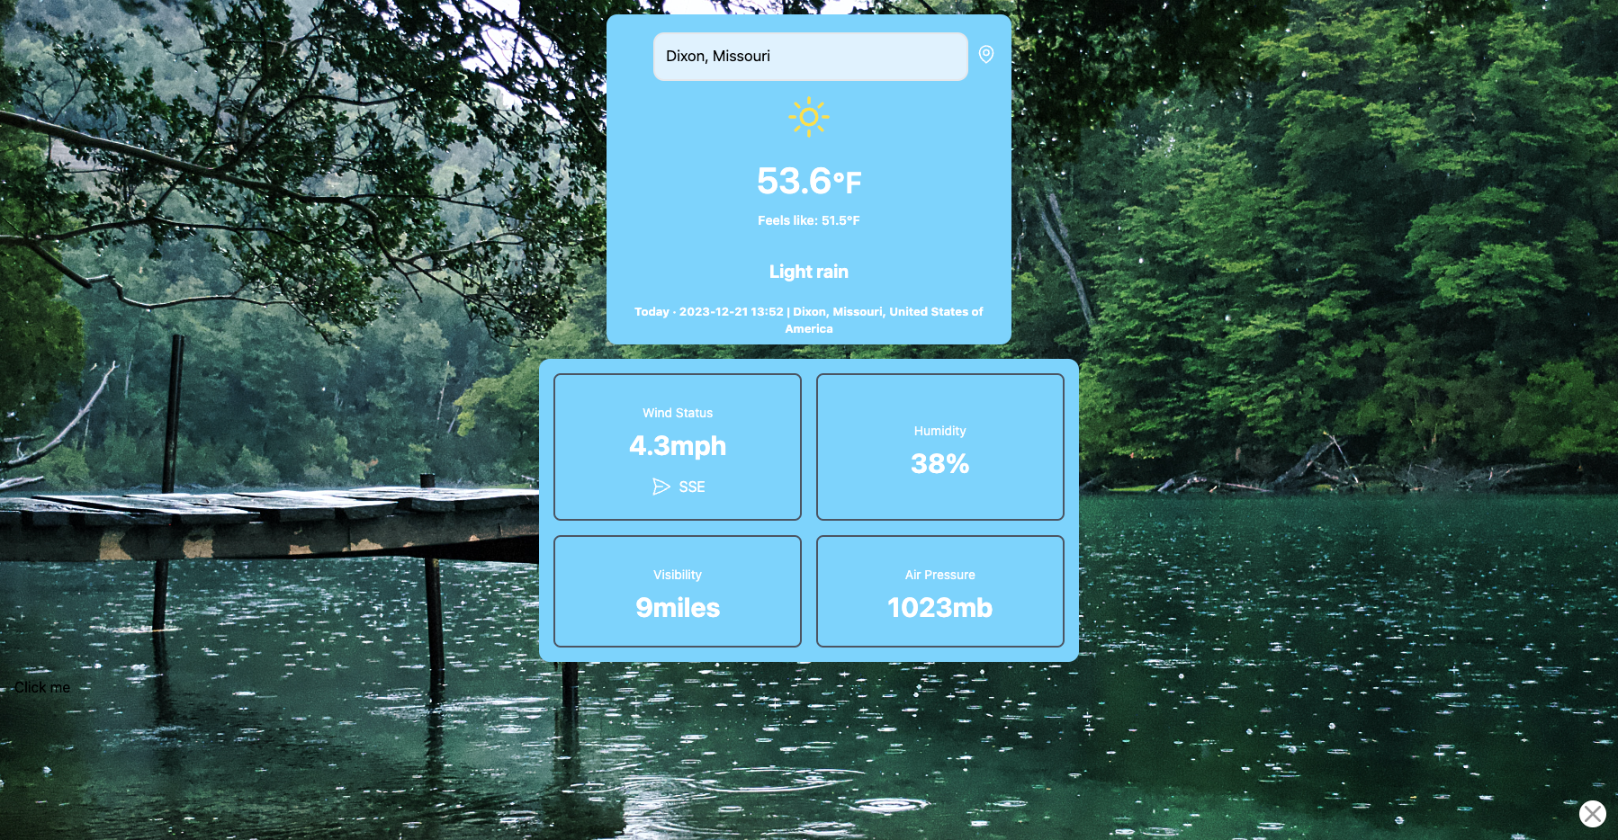 Dixon, Missouri
53.6°F
Feels like: 51.5°F
Light rain
Today · 2023-12-21 13:52 | Dixon, Missouri, United States of
America
Wind Status
4.3mph
SSE
Humidity
38%
Visibility
9miles
Air Pressure
1023mb
Click me